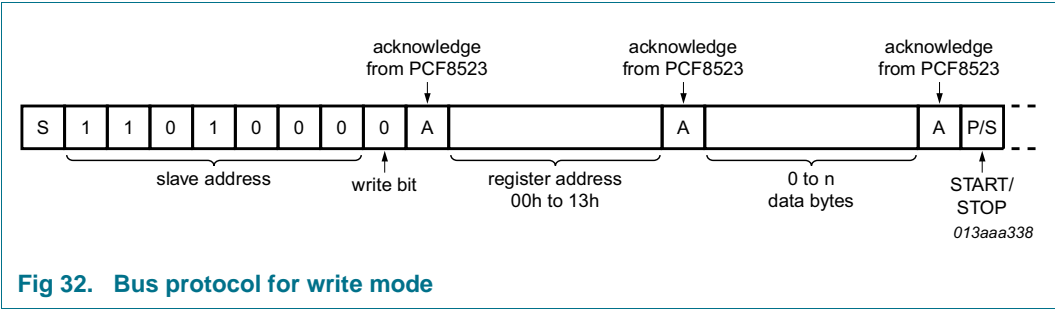 acknowledge
from PCF8523
acknowledge
from PCF8523
acknowledge
from PCF8523
S 1 1 0 1 0 0 0 0 A A A P/S
slave address
write bit
register address
00h to 13h
0 to n
data bytes
START/
STOP
013aaa338
Fig 32. Bus protocol for write mode